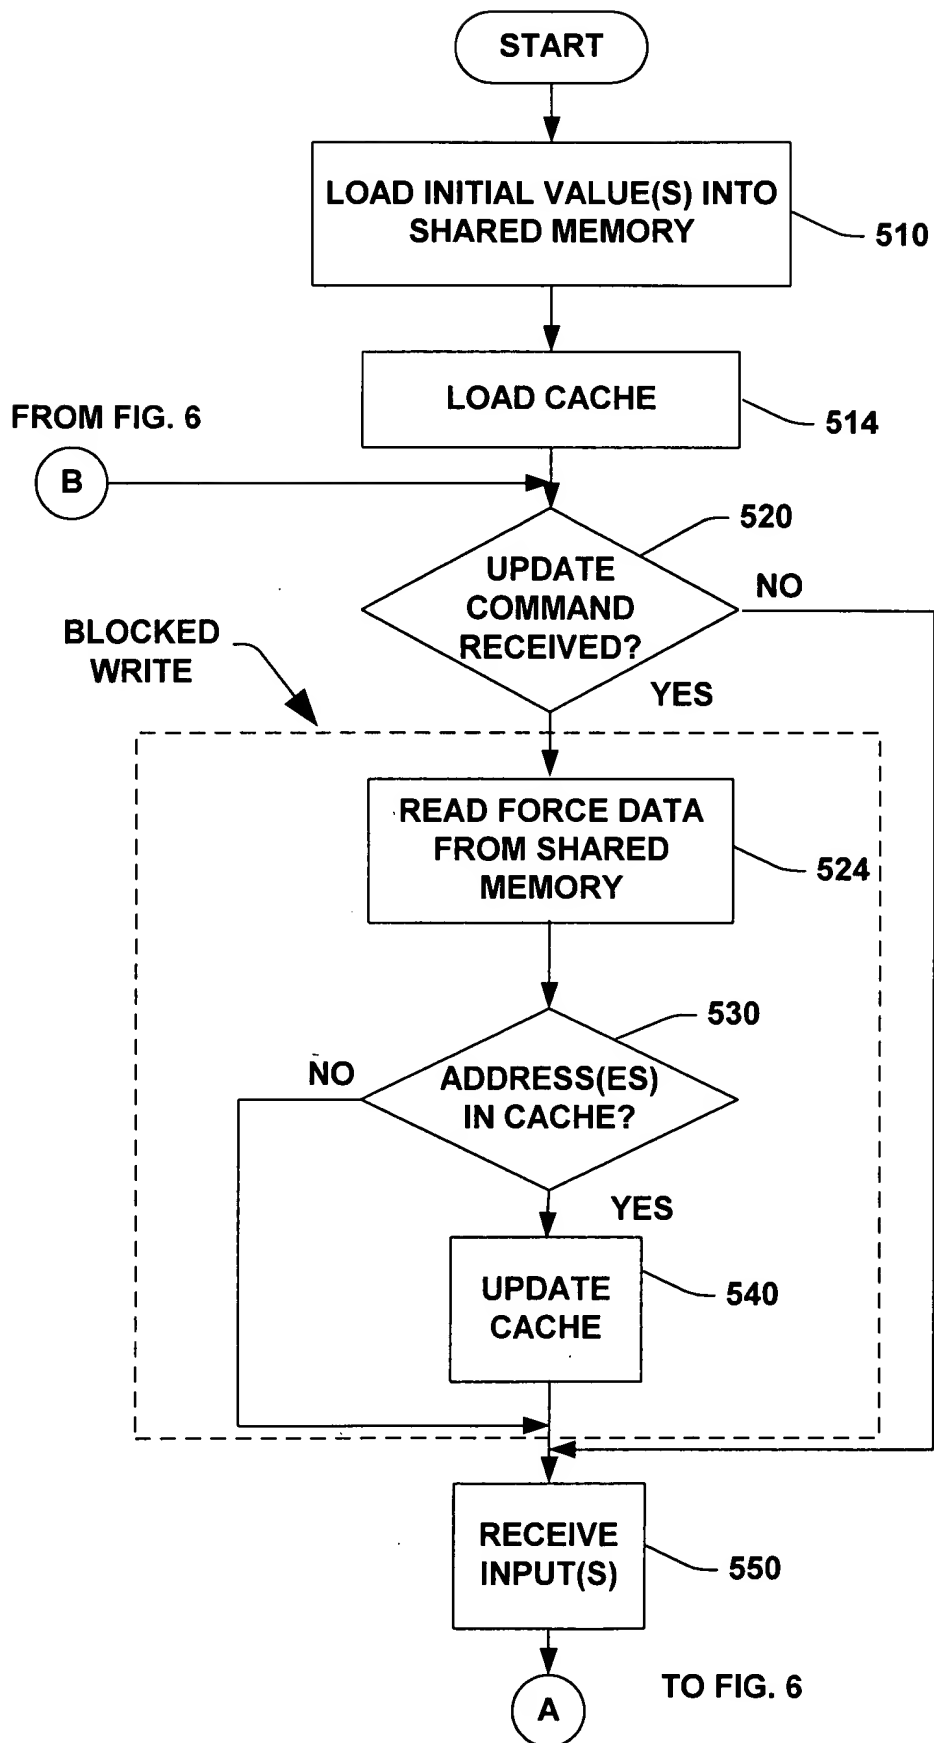 START
LOAD INITIAL VALUE(S) INTO
SHARED MEMORY
510
LOAD CACHE
514
FROM FIG. 6
B
520
UPDATE
COMMAND
RECEIVED?
NO
BLOCKED
WRITE
YES
READ FORCE DATA
FROM SHARED
MEMORY
524
530
NO
ADDRESS(ES)
IN CACHE?
YES
UPDATE
CACHE
540
RECEIVE
INPUT(S)
550
TO FIG. 6
A